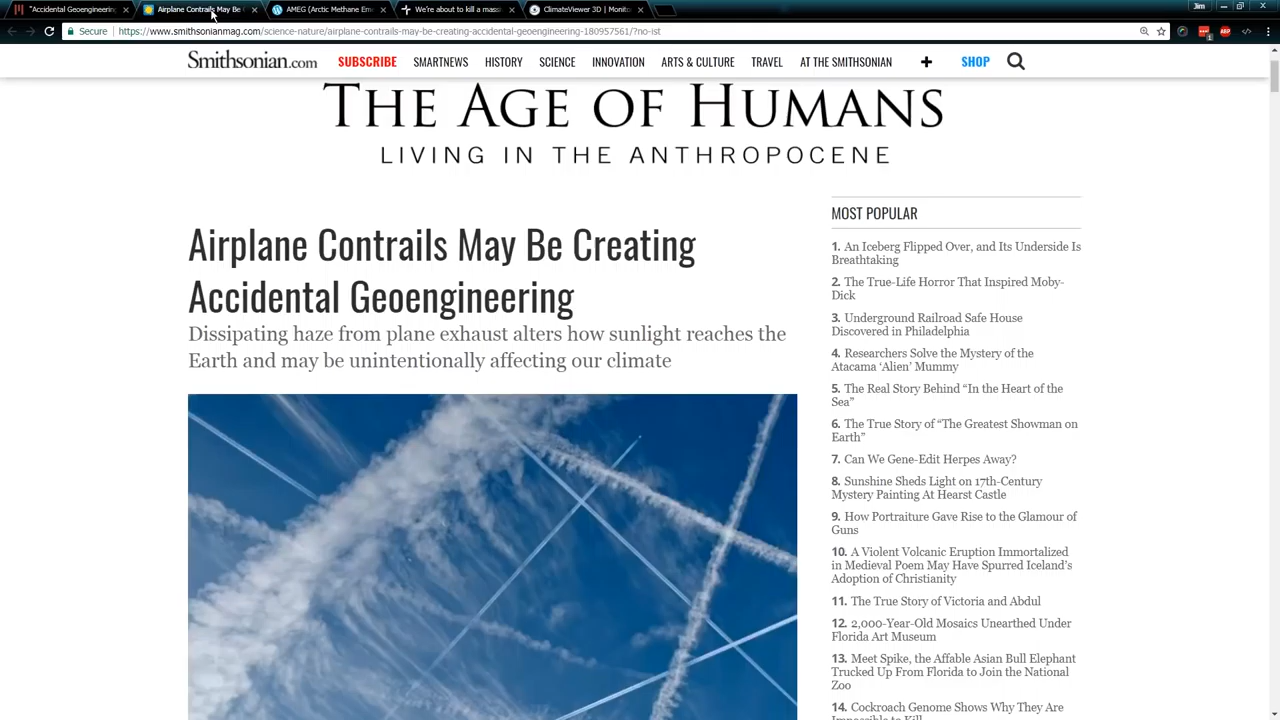 "Accidental Geoengineering
Airplane Contrails May Be
AMEG (Arctic Methane Em
We're about to kill a mass
ClimateViewer 3D | Monito
Jim
Secure
https://www.smithsonianmag.com/science-nature/airplane-contrails-may-be-creating-accidental-geoengineering-180957561/?no-ist
Smithsonian.com
SUBSCRIBE
SMARTNEWS
HISTORY
SCIENCE
INNOVATION
ARTS & CULTURE
TRAVEL
AT THE SMITHSONIAN
SHOP
THE AGE OF HUMANS
LIVING IN THE ANTHROPOCENE
Airplane Contrails May Be Creating
Accidental Geoengineering
Dissipating haze from plane exhaust alters how sunlight reaches the
Earth and may be unintentionally affecting our climate
MOST POPULAR
1. An Iceberg Flipped Over, and Its Underside Is
Breathtaking
2. The True-Life Horror That Inspired Moby-
Dick
3. Underground Railroad Safe House
Discovered in Philadelphia
4. Researchers Solve the Mystery of the
Atacama ‘Alien’ Mummy
5. The Real Story Behind “In the Heart of the
Sea”
6. The True Story of “The Greatest Showman on
Earth”
7. Can We Gene-Edit Herpes Away?
8. Sunshine Sheds Light on 17th-Century
Mystery Painting At Hearst Castle
9. How Portraiture Gave Rise to the Glamour of
Guns
10. A Violent Volcanic Eruption Immortalized
in Medieval Poem May Have Spurred Iceland’s
Adoption of Christianity
11. The True Story of Victoria and Abdul
12. 2,000-Year-Old Mosaics Unearthed Under
Florida Art Museum
13. Meet Spike, the Affable Asian Bull Elephant
Trucked Up From Florida to Join the National
Zoo
14. Cockroach Genome Shows Why They Are
Impossible to Kill